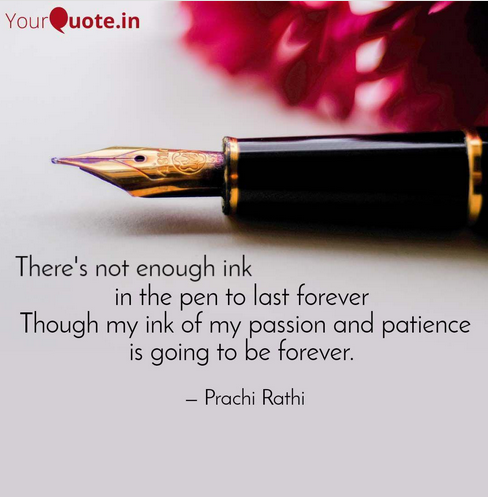 YourQuote.in
There's not enough ink
in the pen to last forever
Though my ink of my passion and patience
is going to be forever.
– Prachi Rathi